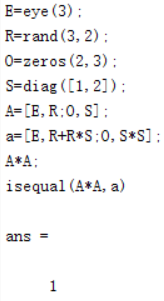 E=eye(3);
R=rand(3,2);
O=zeros(2,3);
S=diag([1,2]);
A=[E,R;O,S];
a=[E,R+R*S;O,S*S];
A*A;
isequal(A*A,a)
ans =
1